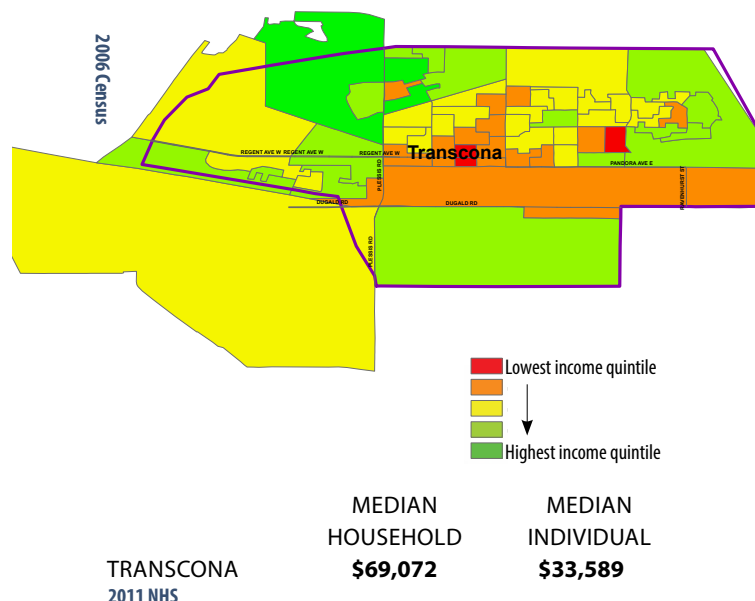 2006 Census
REGENT AVE W REGENT AVE W
REGENT AVE W
Transcona
PANDORA AVE E
PLESSIS RD
RAVENHURST ST
DUGALD RD
DUGALD RD
PLESSIS RD
Lowest income quintile
Highest income quintile
MEDIAN MEDIAN
HOUSEHOLD INDIVIDUAL
TRANSCONA $69,072 $33,589
2011 NHS